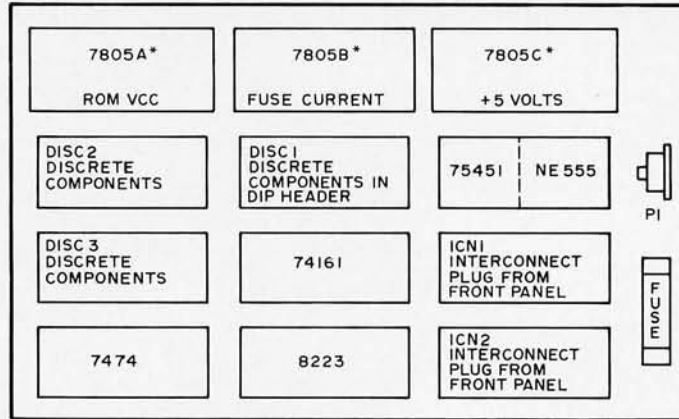 7805A*
ROM VCC
7805B*
FUSE CURRENT
7805C*
+5 VOLTS
DISC2
DISCRETE
COMPONENTS
DISC1
DISCRETE
COMPONENTS IN
DIP HEADER
75451
NE555
P1
DISC 3
DISCRETE
COMPONENTS
74161
ICN1
INTERCONNECT
PLUG FROM
FRONT PANEL
FUSE
7474
8223
ICN2
INTERCONNECT
PLUG FROM
FRONT PANEL